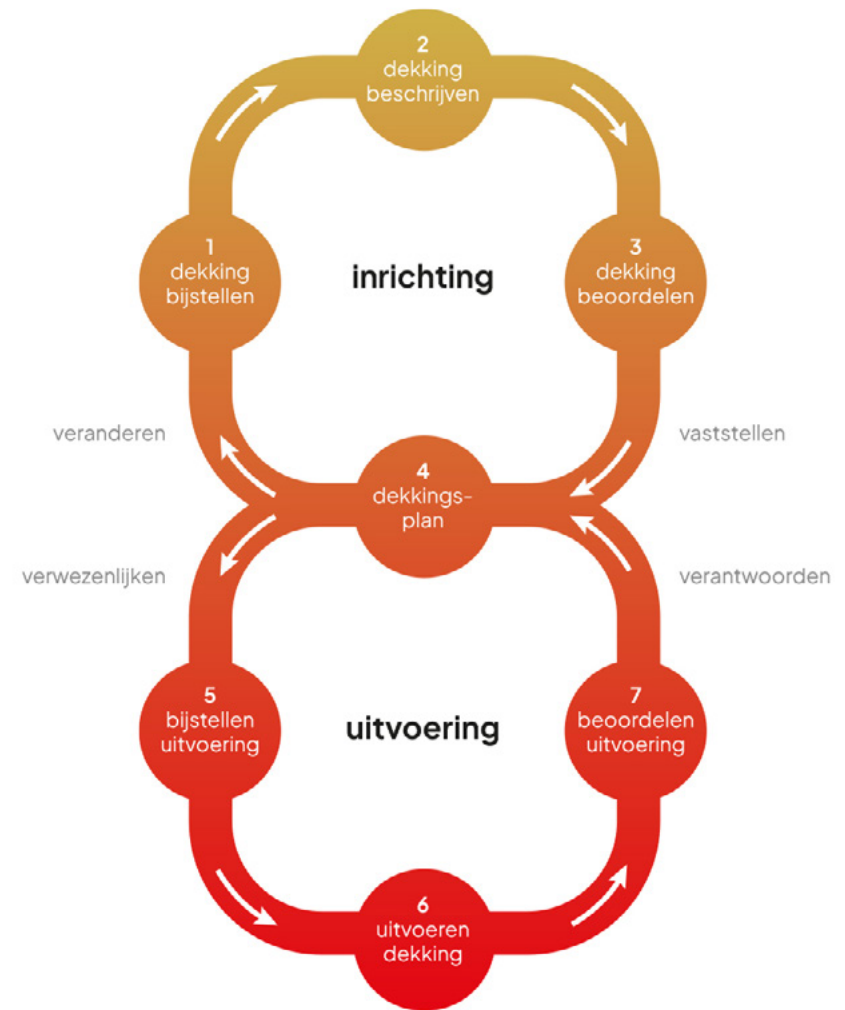 2
dekking
beschrijven
1
dekking
bijstellen
inrichting
3
dekking
beoordelen
veranderen
vaststellen
4
dekkings-
plan
verwezenlijken
verantwoorden
5
bijstellen
uitvoering
uitvoering
7
beoordelen
uitvoering
6
uitvoeren
dekking